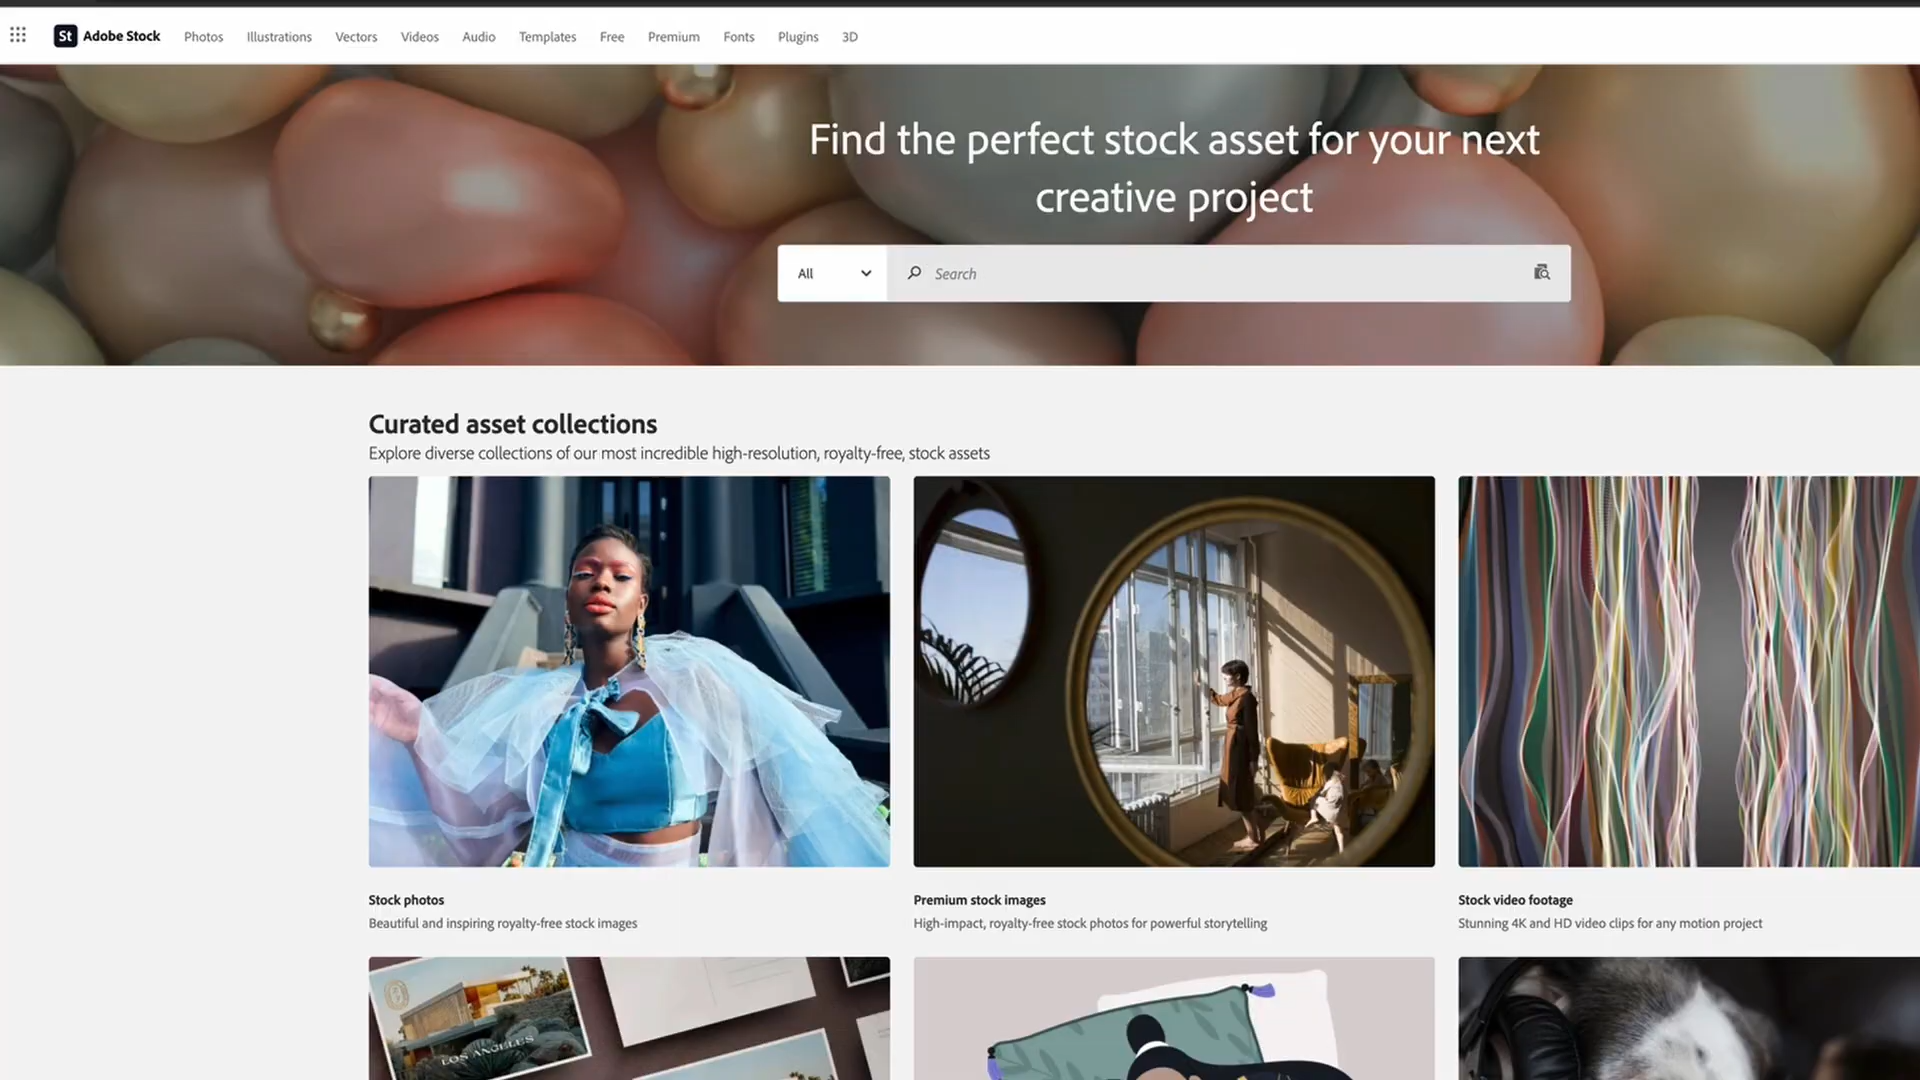 St Adobe Stock Photos Illustrations Vectors Videos Audio Templates Free Premium Fonts Plugins 3D
Find the perfect stock asset for your next
creative project
All Search
Curated asset collections
Explore diverse collections of our most incredible high-resolution, royalty-free, stock assets
Stock photos
Beautiful and inspiring royalty-free stock images
Premium stock images
High-impact, royalty-free stock photos for powerful storytelling
Stock video footage
Stunning 4K and HD video clips for any motion project
LOS ANGELES